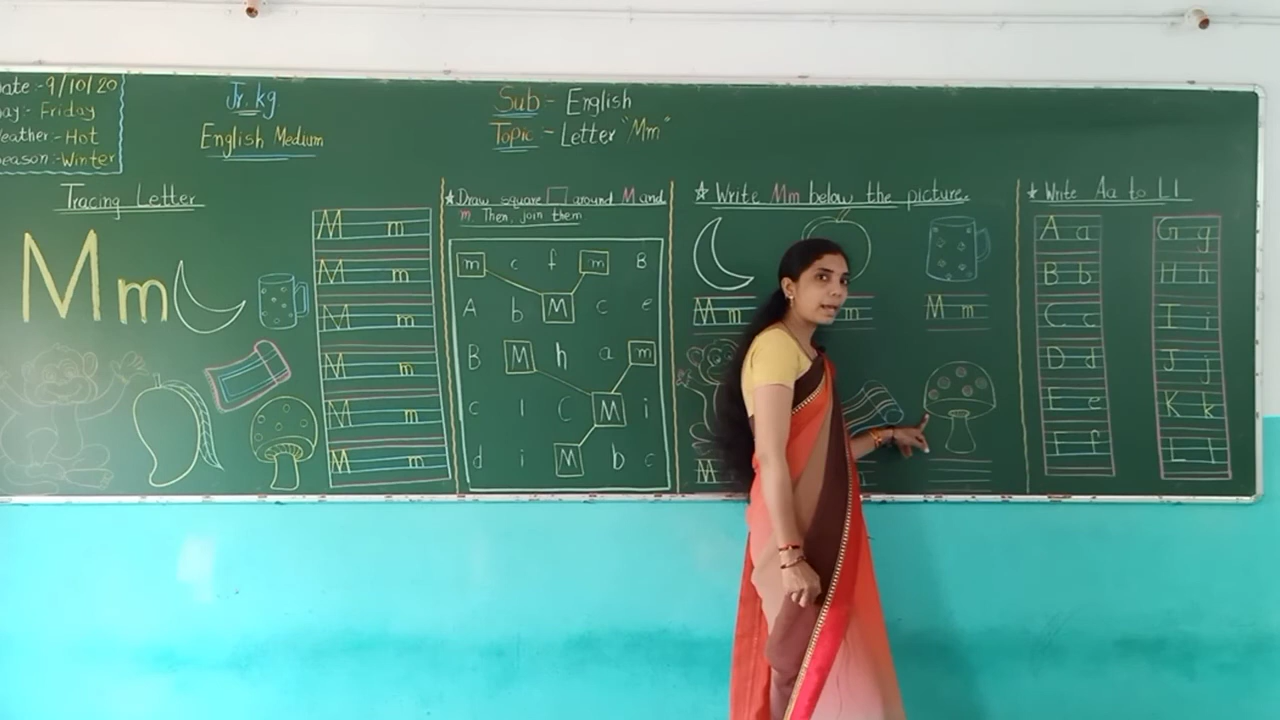 ate :- 9/10/20
ay:- Friday
eather:- Hot
eason:- Winter
Jr. kg.
English Medium
Sub :- English
Topic :- Letter "Mm"
Tracing Letter
Mm
M m
M m
M m
M m
M m
M m
★ Draw square □ around M and
m. Then, join them
m c f m B
A b M c e
B M h a m
c l C M i
d i M b c
☆ Write Mm below the picture.
M m
m
M m
M
☆ Write Aa to Ll
A a
B b
C c
D d
E e
F f
G g
H h
I i
J j
K k
L l